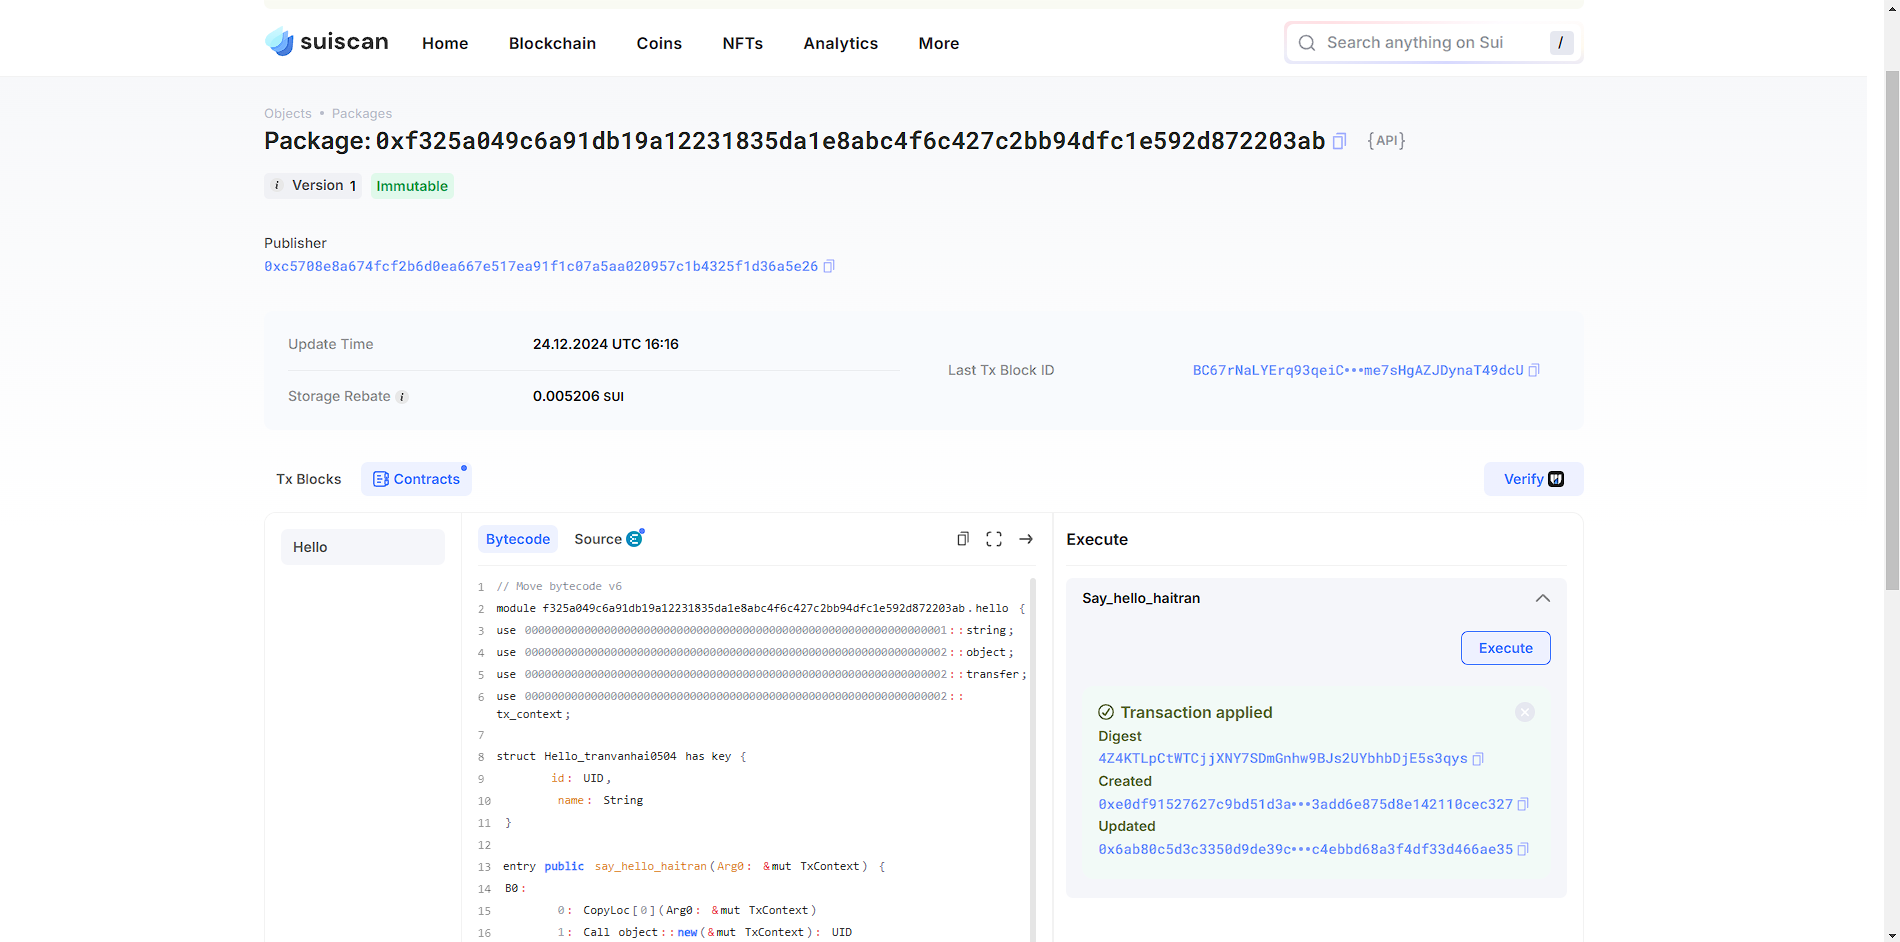 suiscan
Home
Blockchain
Coins
NFTs
Analytics
More
Search anything on Sui
/
Objects • Packages
Package: 0xf325a049c6a91db19a12231835da1e8abc4f6c427c2bb94dfc1e592d872203ab {API}
i Version 1 Immutable
Publisher
0xc5708e8a674fcf2b6d0ea667e517ea91f1c07a5aa020957c1b4325f1d36a5e26
Update Time 24.12.2024 UTC 16:16
Storage Rebate i 0.005206 SUI
Last Tx Block ID BC67rNaLYErq93qeiC•••me7sHgAZJDynaT49dcU
Tx Blocks
Contracts
Verify
Hello
Bytecode
Source
1 // Move bytecode v6
2 module f325a049c6a91db19a12231835da1e8abc4f6c427c2bb94dfc1e592d872203ab.hello {
3 use 0000000000000000000000000000000000000000000000000000000000000001::string;
4 use 0000000000000000000000000000000000000000000000000000000000000002::object;
5 use 0000000000000000000000000000000000000000000000000000000000000002::transfer;
6 use 0000000000000000000000000000000000000000000000000000000000000002::
tx_context;
7
8 struct Hello_tranvanhai0504 has key {
9 id: UID,
10 name: String
11 }
12
13 entry public say_hello_haitran(Arg0: &mut TxContext) {
14 B0:
15 0: CopyLoc[0](Arg0: &mut TxContext)
16 1: Call object::new(&mut TxContext): UID
Execute
Say_hello_haitran
Execute
Transaction applied
Digest
4Z4KTLpCtWTCjjXNY7SDmGnhw9BJs2UYbhbDjE5s3qys
Created
0xe0df91527627c9bd51d3a•••3add6e875d8e142110cec327
Updated
0x6ab80c5d3c3350d9de39c•••c4ebbd68a3f4df33d466ae35